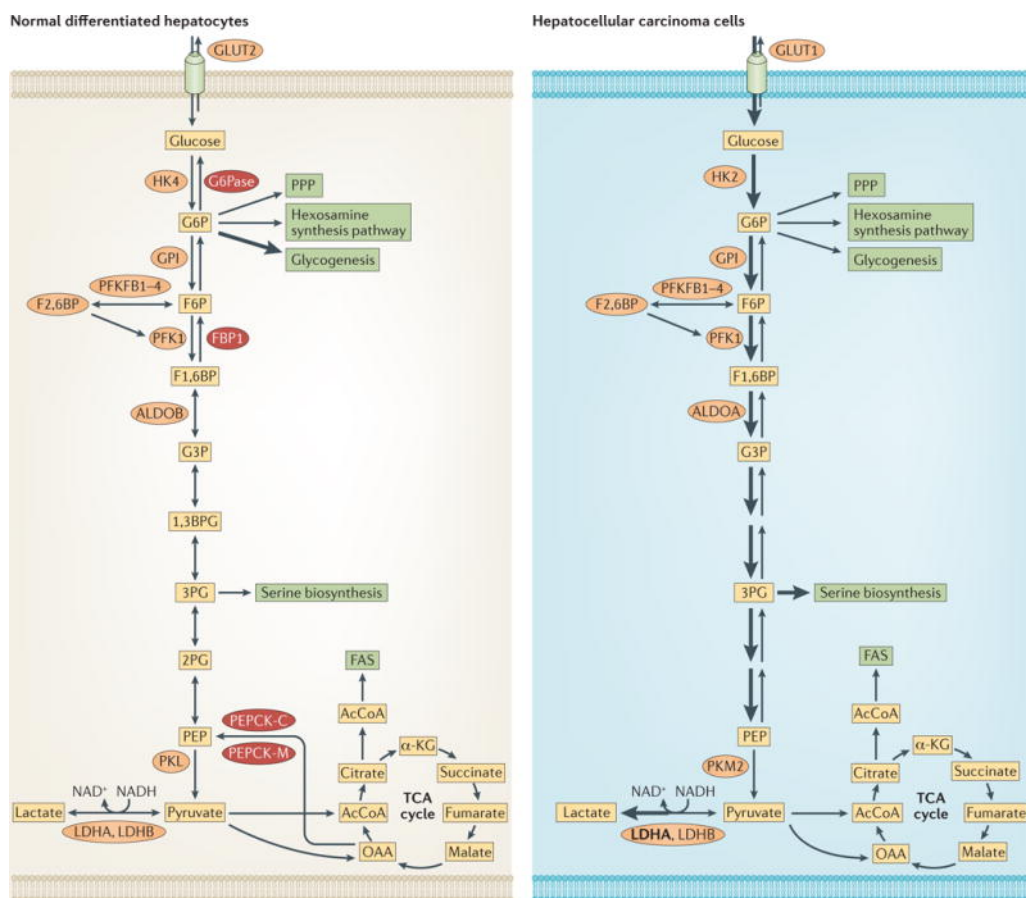 Normal differentiated hepatocytes
GLUT2
Glucose
HK4
G6Pase
PPP
G6P
Hexosamine
synthesis pathway
GPI
Glycogenesis
PFKFB1–4
F2,6BP
F6P
PFK1
FBP1
F1,6BP
ALDOB
G3P
1,3BPG
3PG
Serine biosynthesis
2PG
FAS
PEPCK-C
AcCoA
PEP
PEPCK-M
α-KG
PKL
Citrate
Succinate
NAD⁺
NADH
Lactate
Pyruvate
AcCoA
TCA
cycle
Fumarate
LDHA, LDHB
OAA
Malate
Hepatocellular carcinoma cells
GLUT1
Glucose
HK2
PPP
G6P
Hexosamine
synthesis pathway
GPI
Glycogenesis
PFKFB1–4
F2,6BP
F6P
PFK1
F1,6BP
ALDOA
G3P
3PG
Serine biosynthesis
FAS
AcCoA
PEP
α-KG
PKM2
Citrate
Succinate
NAD⁺
NADH
Lactate
Pyruvate
AcCoA
TCA
cycle
Fumarate
LDHA, LDHB
OAA
Malate